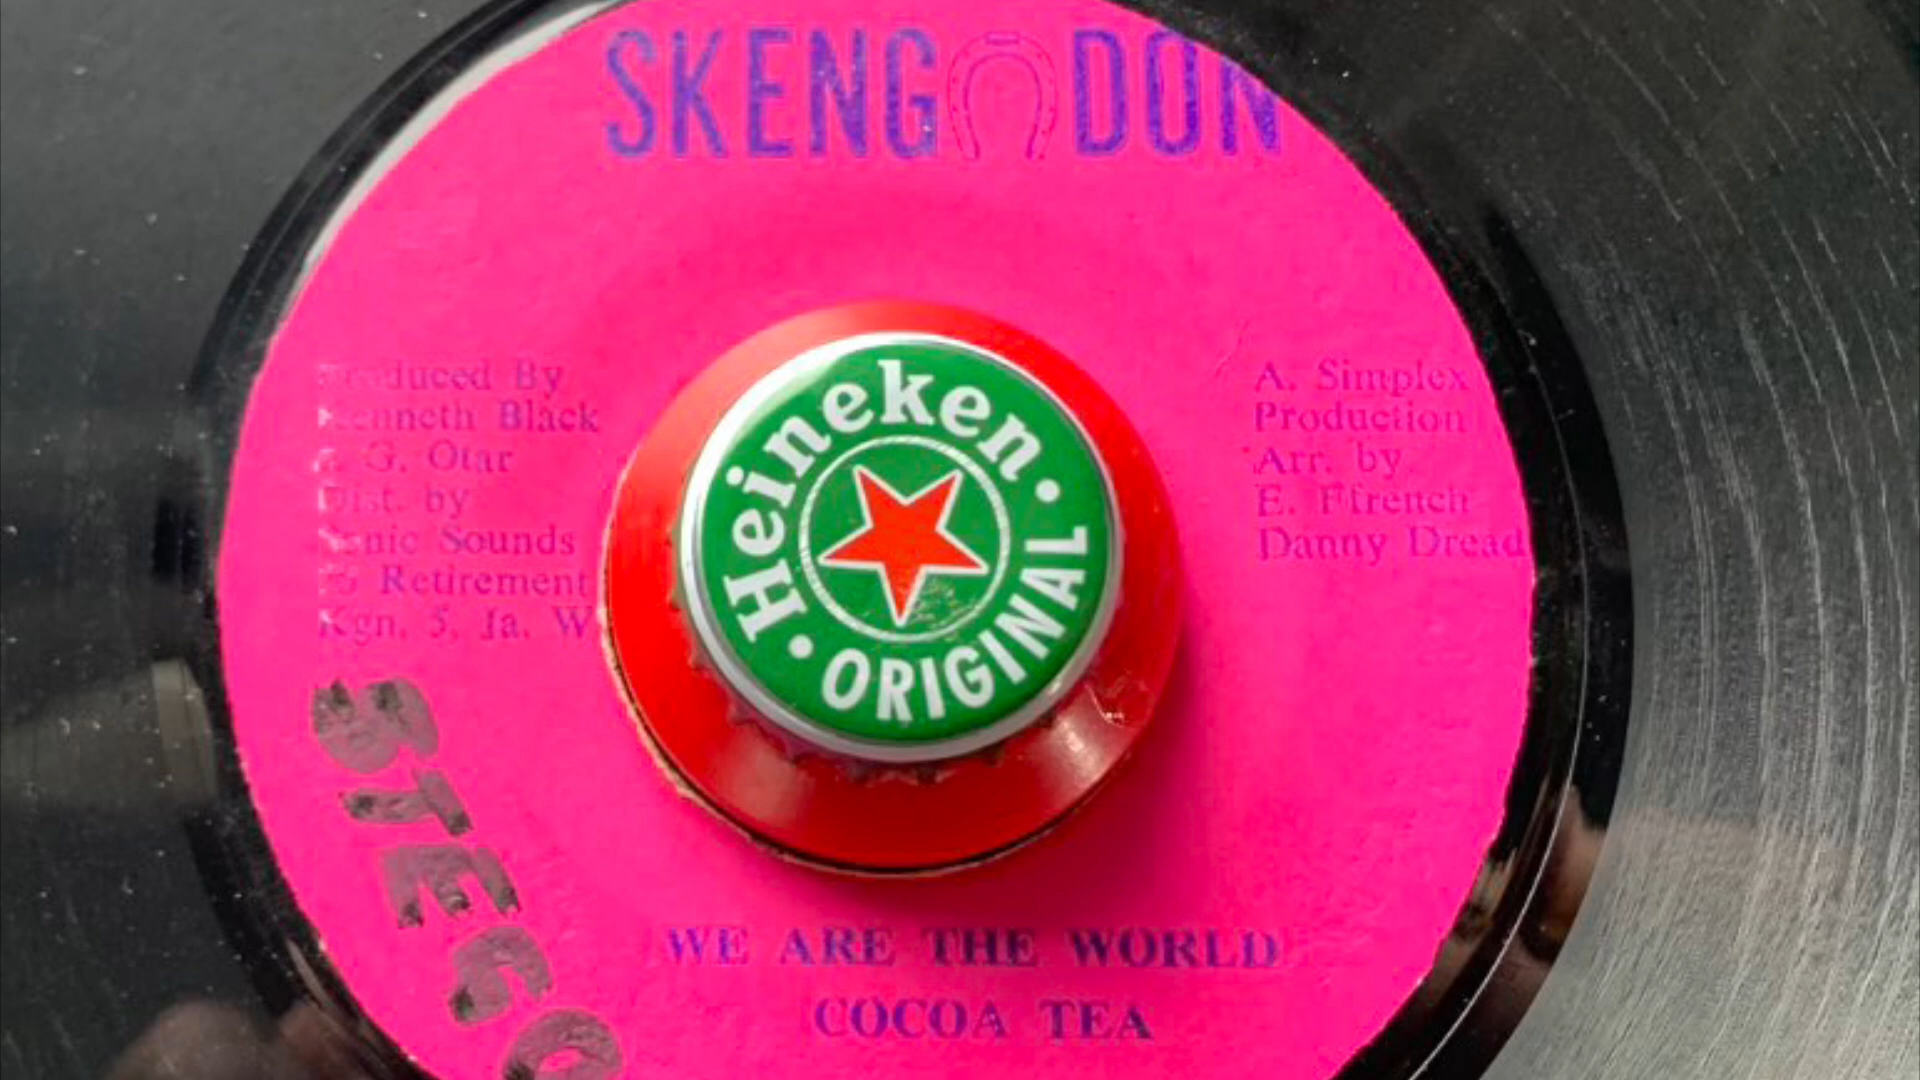 SKENG DON
Produced By
Kenneth Black
G. Otar
Dist. by
Sonic Sounds
Retirement
Kgn. 5. Ja. W
A. Simplex
Production
Arr. by
E. Ffrench
Danny Dread
Heineken
ORIGINAL
STEGO
WE ARE THE WORLD
COCOA TEA